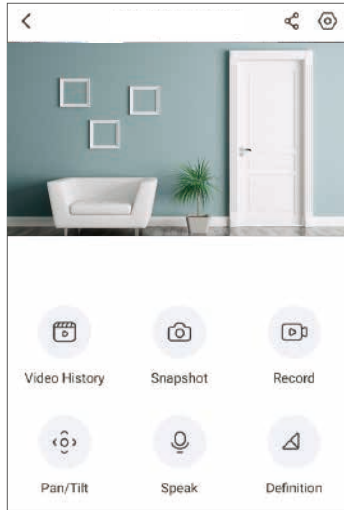 Video History
Snapshot
Record
Pan/Tilt
Speak
Definition